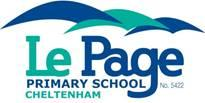 Le Page
PRIMARY SCHOOL No. 5422
CHELTENHAM